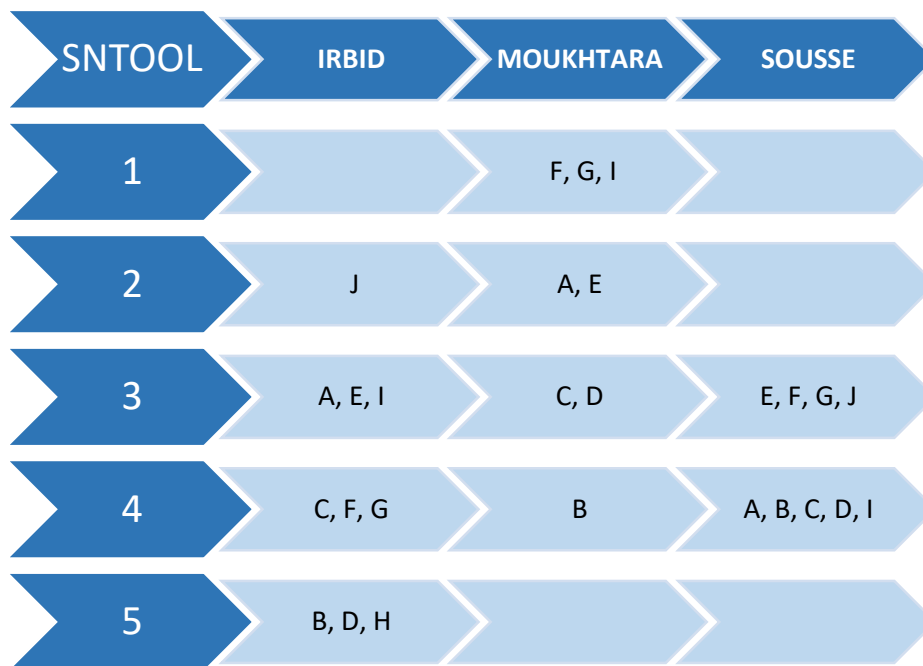 SNTOOL IRBID MOUKHTARA SOUSSE
1 F, G, I
2 J A, E
3 A, E, I C, D E, F, G, J
4 C, F, G B A, B, C, D, I
5 B, D, H